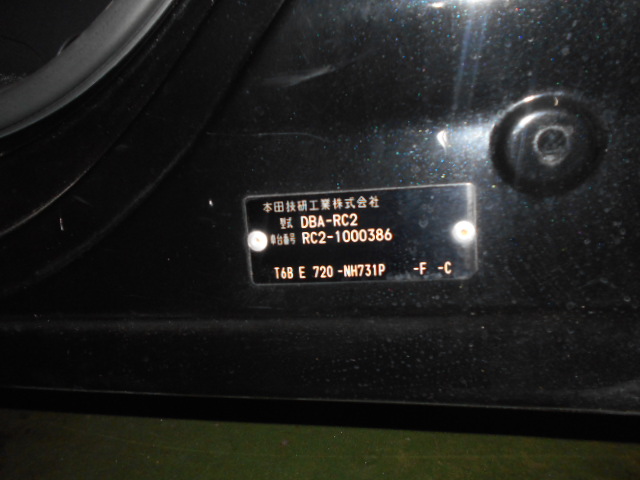 本田技研工業株式会社
型式 DBA-RC2
車台番号 RC2-1000386
T6B E 720 -NH731P -F -C